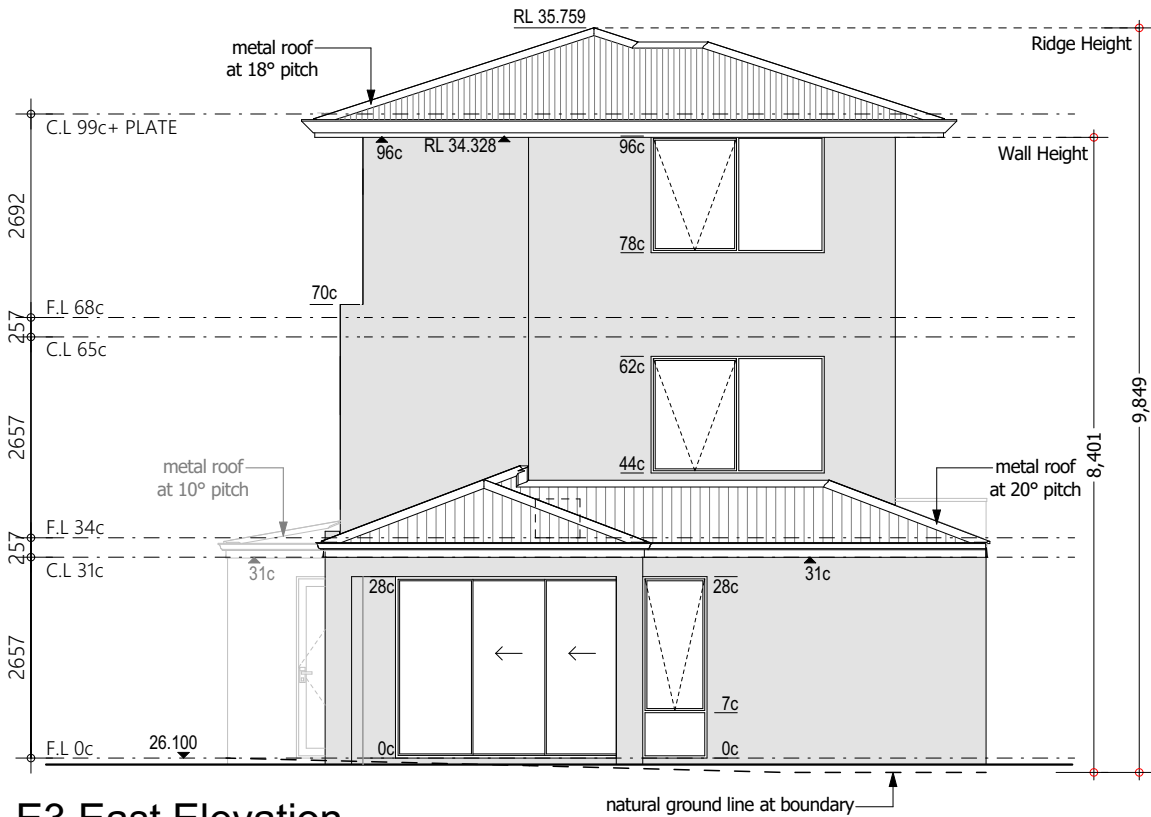 RL 35.759
Ridge Height
metal roof
at 18° pitch
C.L 99c+ PLATE
96c
RL 34.328
96c
Wall Height
2692
78c
70c
F.L 68c
257
C.L 65c
62c
9,849
8,401
2657
44c
metal roof
at 10° pitch
metal roof
at 20° pitch
F.L 34c
257
C.L 31c
31c
31c
28c
28c
2657
7c
F.L 0c
26.100
0c
0c
natural ground line at boundary
E3 East Elevation